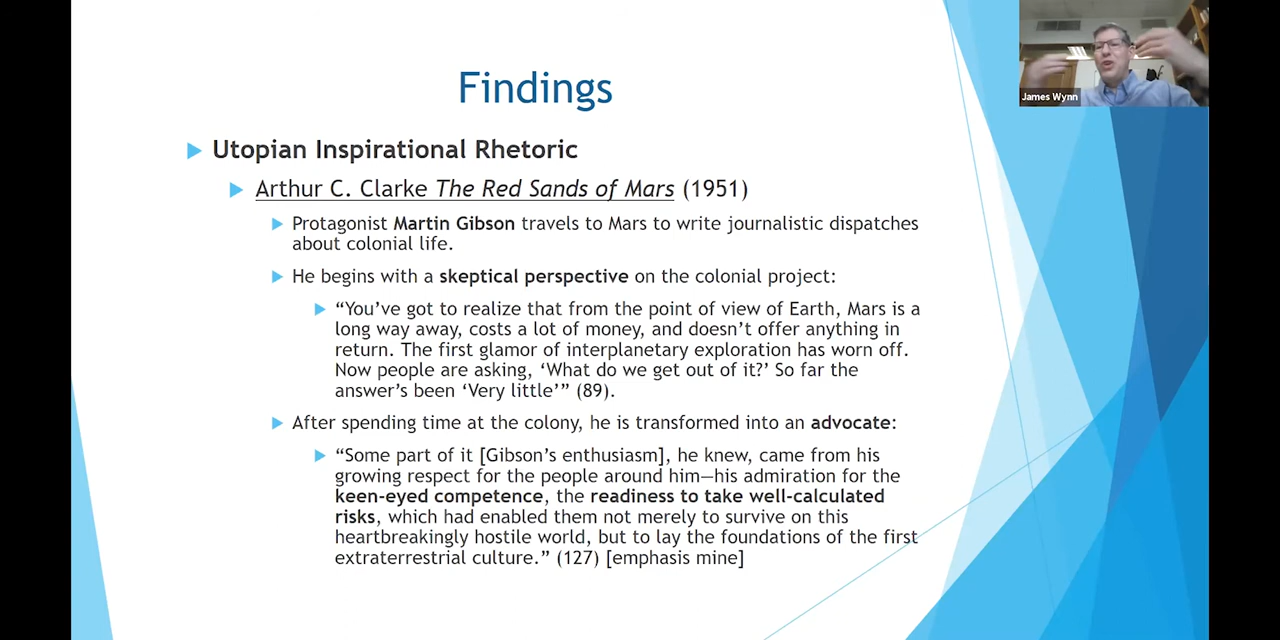 James Wynn
Findings
Utopian Inspirational Rhetoric
Arthur C. Clarke The Red Sands of Mars (1951)
Protagonist Martin Gibson travels to Mars to write journalistic dispatches
about colonial life.
He begins with a skeptical perspective on the colonial project:
“You’ve got to realize that from the point of view of Earth, Mars is a
long way away, costs a lot of money, and doesn’t offer anything in
return. The first glamor of interplanetary exploration has worn off.
Now people are asking, ‘What do we get out of it?’ So far the
answer’s been ‘Very little’” (89).
After spending time at the colony, he is transformed into an advocate:
“Some part of it [Gibson’s enthusiasm], he knew, came from his
growing respect for the people around him—his admiration for the
keen-eyed competence, the readiness to take well-calculated
risks, which had enabled them not merely to survive on this
heartbreakingly hostile world, but to lay the foundations of the first
extraterrestrial culture.” (127) [emphasis mine]